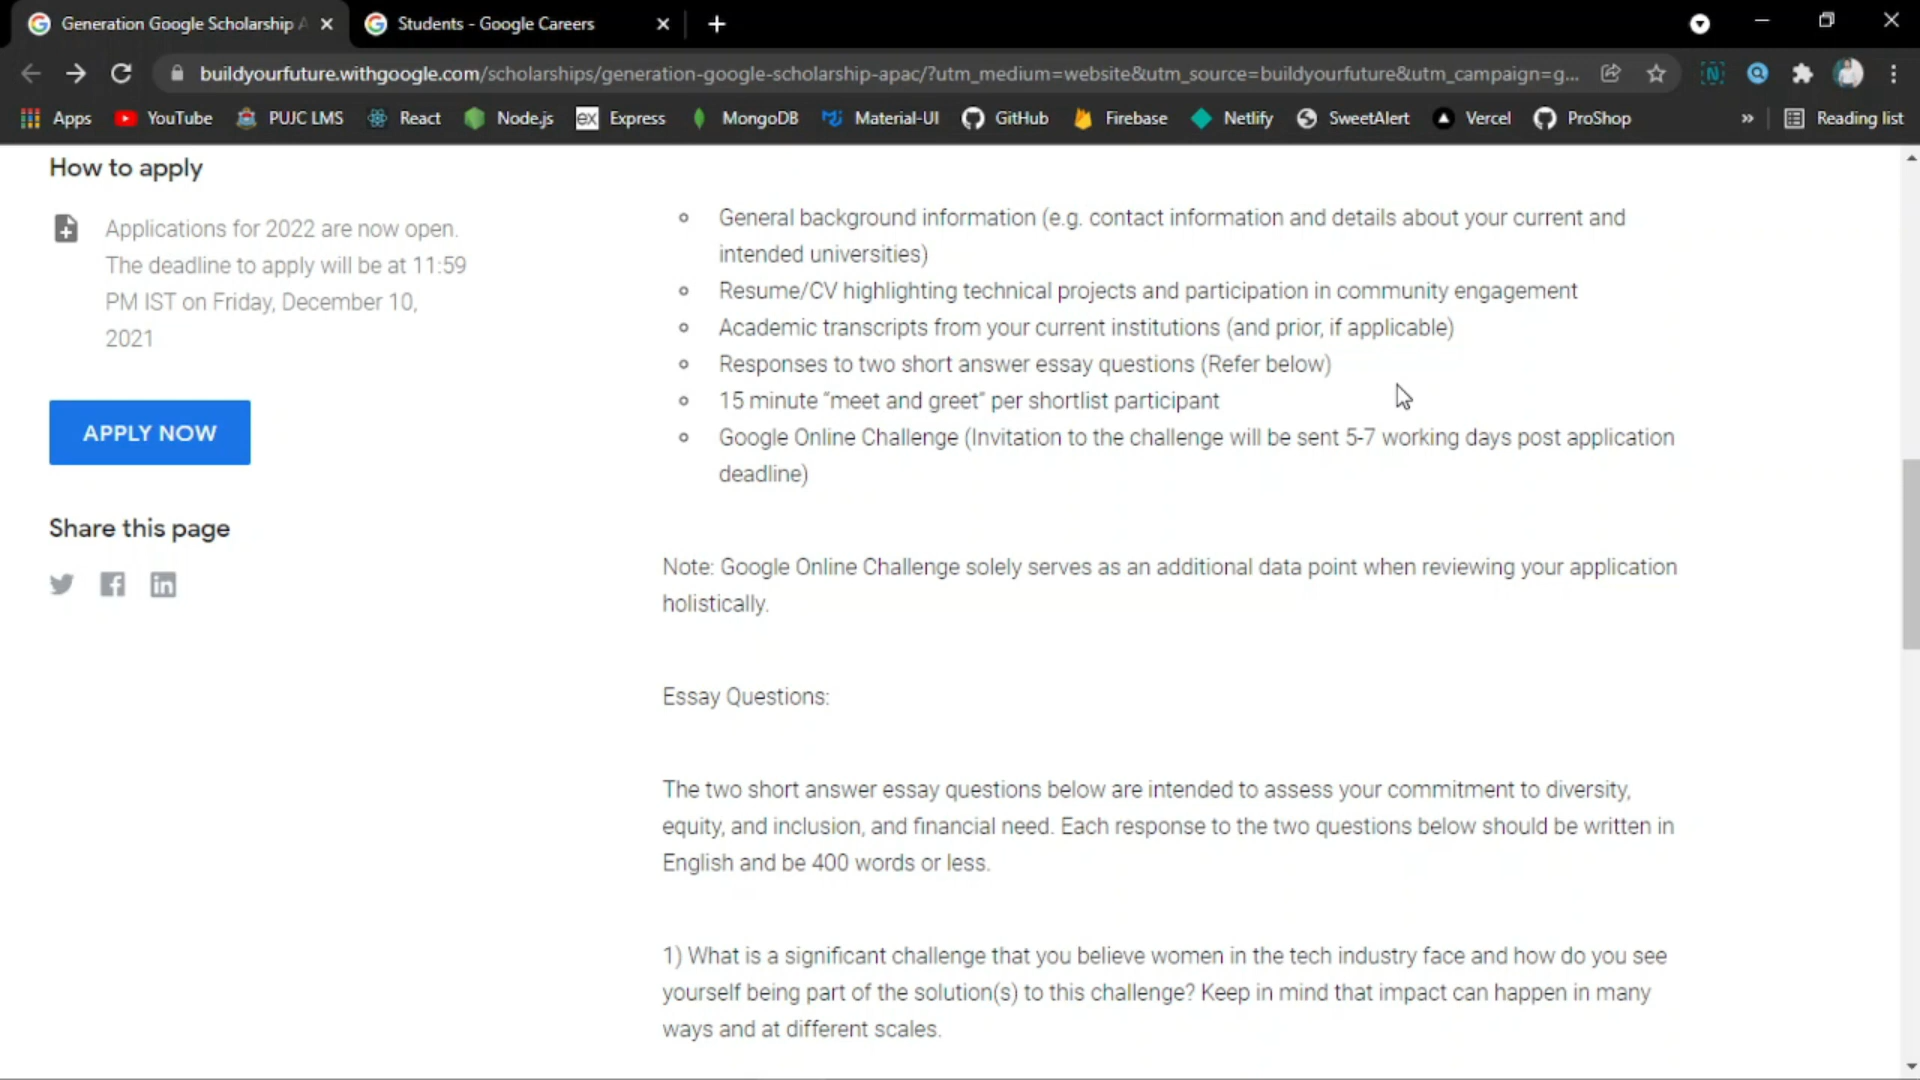 Generation Google Scholarship
Students - Google Careers
buildyourfuture.withgoogle.com/scholarships/generation-google-scholarship-apac/?utm_medium=website&utm_source=buildyourfuture&utm_campaign=g...
Apps YouTube PUJC LMS React Node.js Express MongoDB Material-UI GitHub Firebase Netlify SweetAlert Vercel ProShop » Reading list
How to apply
Applications for 2022 are now open.
The deadline to apply will be at 11:59
PM IST on Friday, December 10,
2021
APPLY NOW
Share this page
General background information (e.g. contact information and details about your current and
intended universities)
Resume/CV highlighting technical projects and participation in community engagement
Academic transcripts from your current institutions (and prior, if applicable)
Responses to two short answer essay questions (Refer below)
15 minute “meet and greet” per shortlist participant
Google Online Challenge (Invitation to the challenge will be sent 5-7 working days post application
deadline)
Note: Google Online Challenge solely serves as an additional data point when reviewing your application
holistically.
Essay Questions:
The two short answer essay questions below are intended to assess your commitment to diversity,
equity, and inclusion, and financial need. Each response to the two questions below should be written in
English and be 400 words or less.
1) What is a significant challenge that you believe women in the tech industry face and how do you see
yourself being part of the solution(s) to this challenge? Keep in mind that impact can happen in many
ways and at different scales.